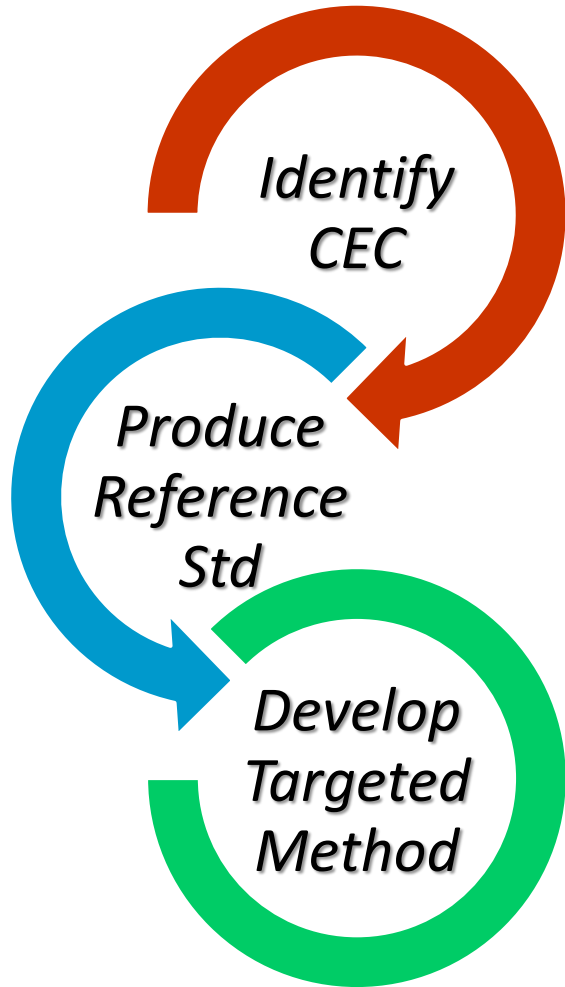 Identify
CEC
Produce
Reference
Std
Develop
Targeted
Method